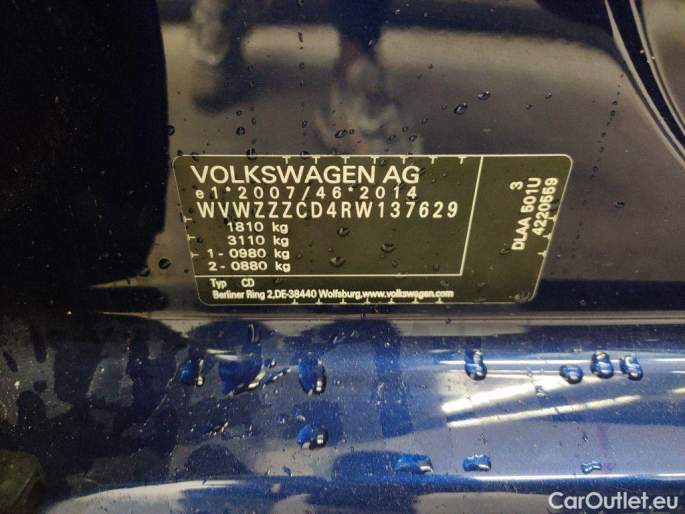 VOLKSWAGEN AG
e1*2007/46*2014
WVWZZZCD4RW137629
1810 kg
3110 kg
1 - 0980 kg
2 - 0880 kg
Typ CD
Berliner Ring 2,DE-38440 Wolfsburg,www.volkswagen.com
3
DLAA 501U
4220559
CarOutlet.eu